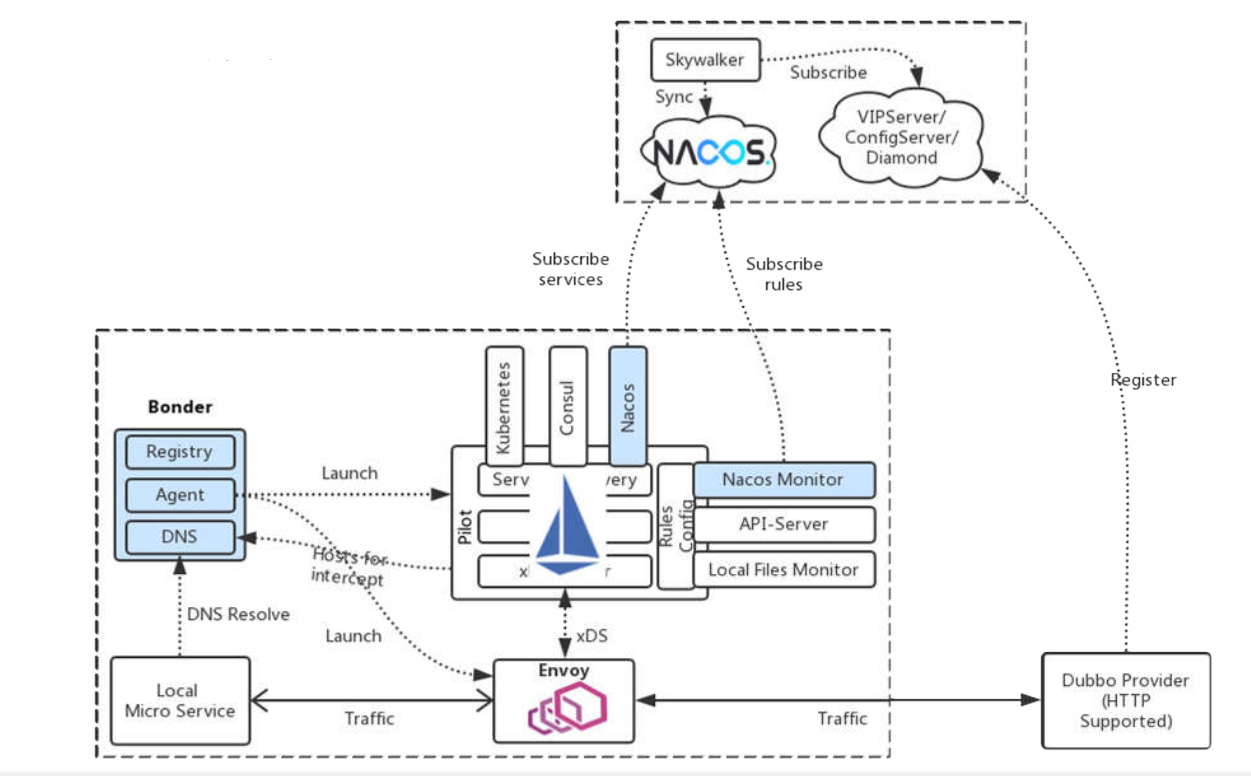 Skywalker
Subscribe
Sync
NACOS.
VIPServer/
ConfigServer/
Diamond
Subscribe
services
Subscribe
rules
Register
Kubernetes
Consul
Nacos
Bonder
Registry
Agent
DNS
Launch
Pilot
Rules
Config
Nacos Monitor
API-Server
Local Files Monitor
Hosts for
intercept
DNS Resolve
Launch
xDS
Local
Micro Service
Traffic
Envoy
Traffic
Dubbo Provider
(HTTP
Supported)